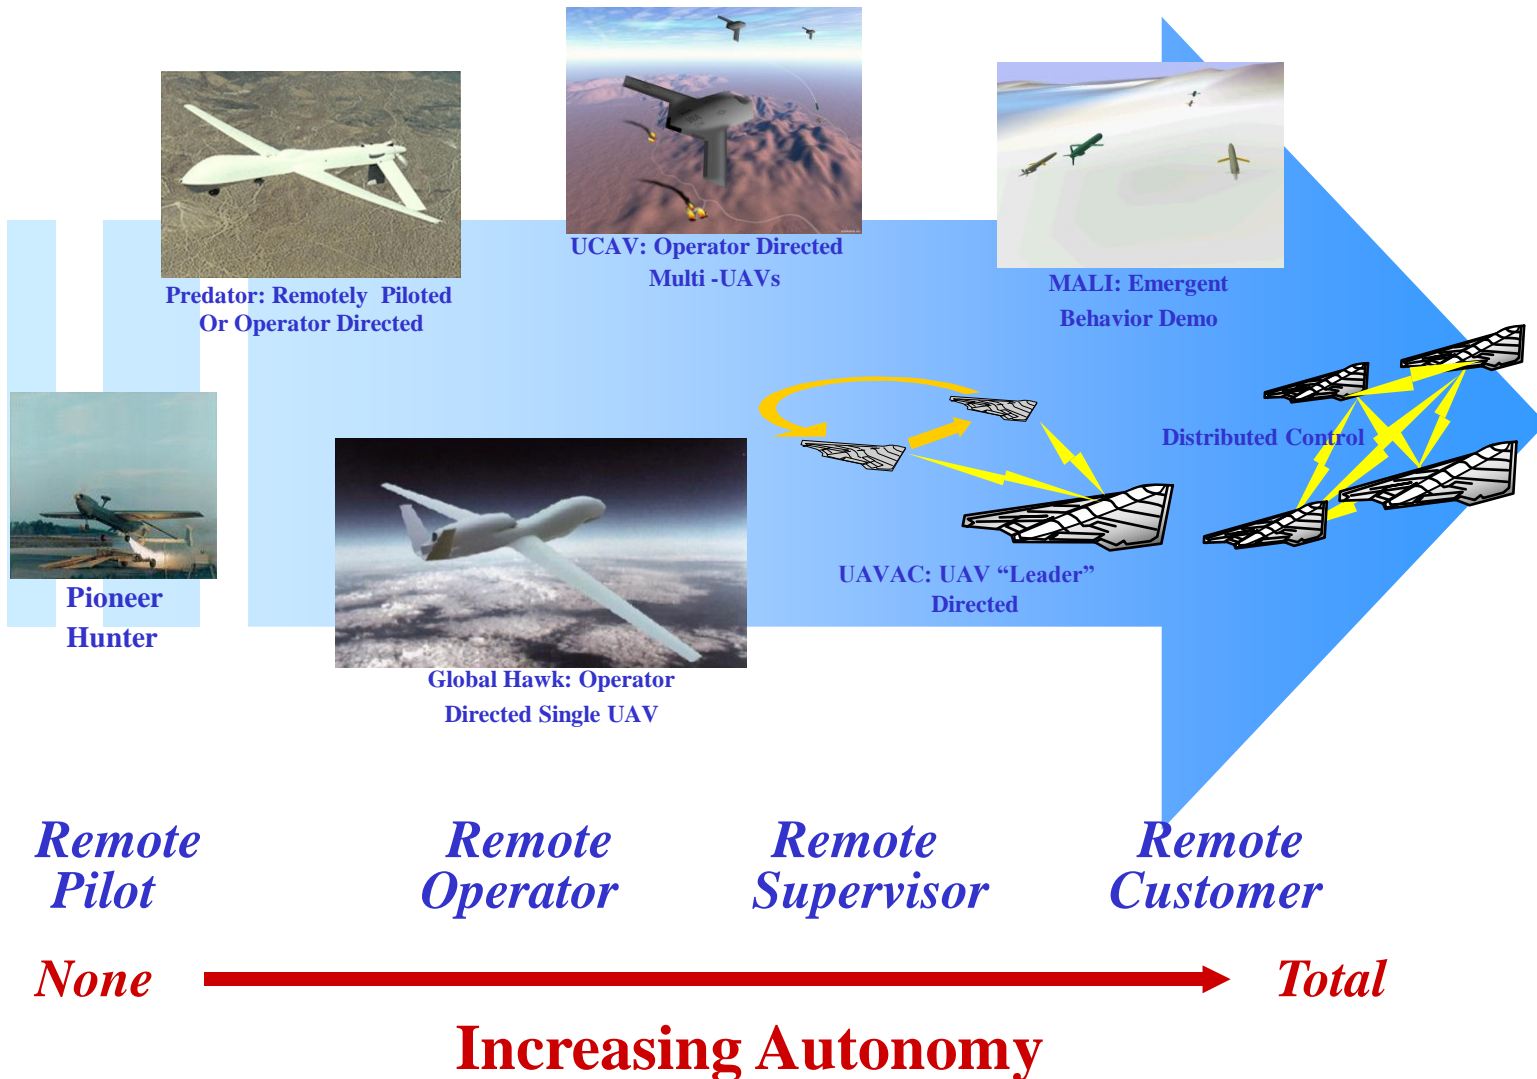 UCAV: Operator Directed
Multi -UAVs
Predator: Remotely Piloted
Or Operator Directed
MALI: Emergent
Behavior Demo
Distributed Control
Pioneer
Hunter
UAVAC: UAV “Leader”
Directed
Global Hawk: Operator
Directed Single UAV
Remote
Pilot
Remote
Operator
Remote
Supervisor
Remote
Customer
None
Total
Increasing Autonomy